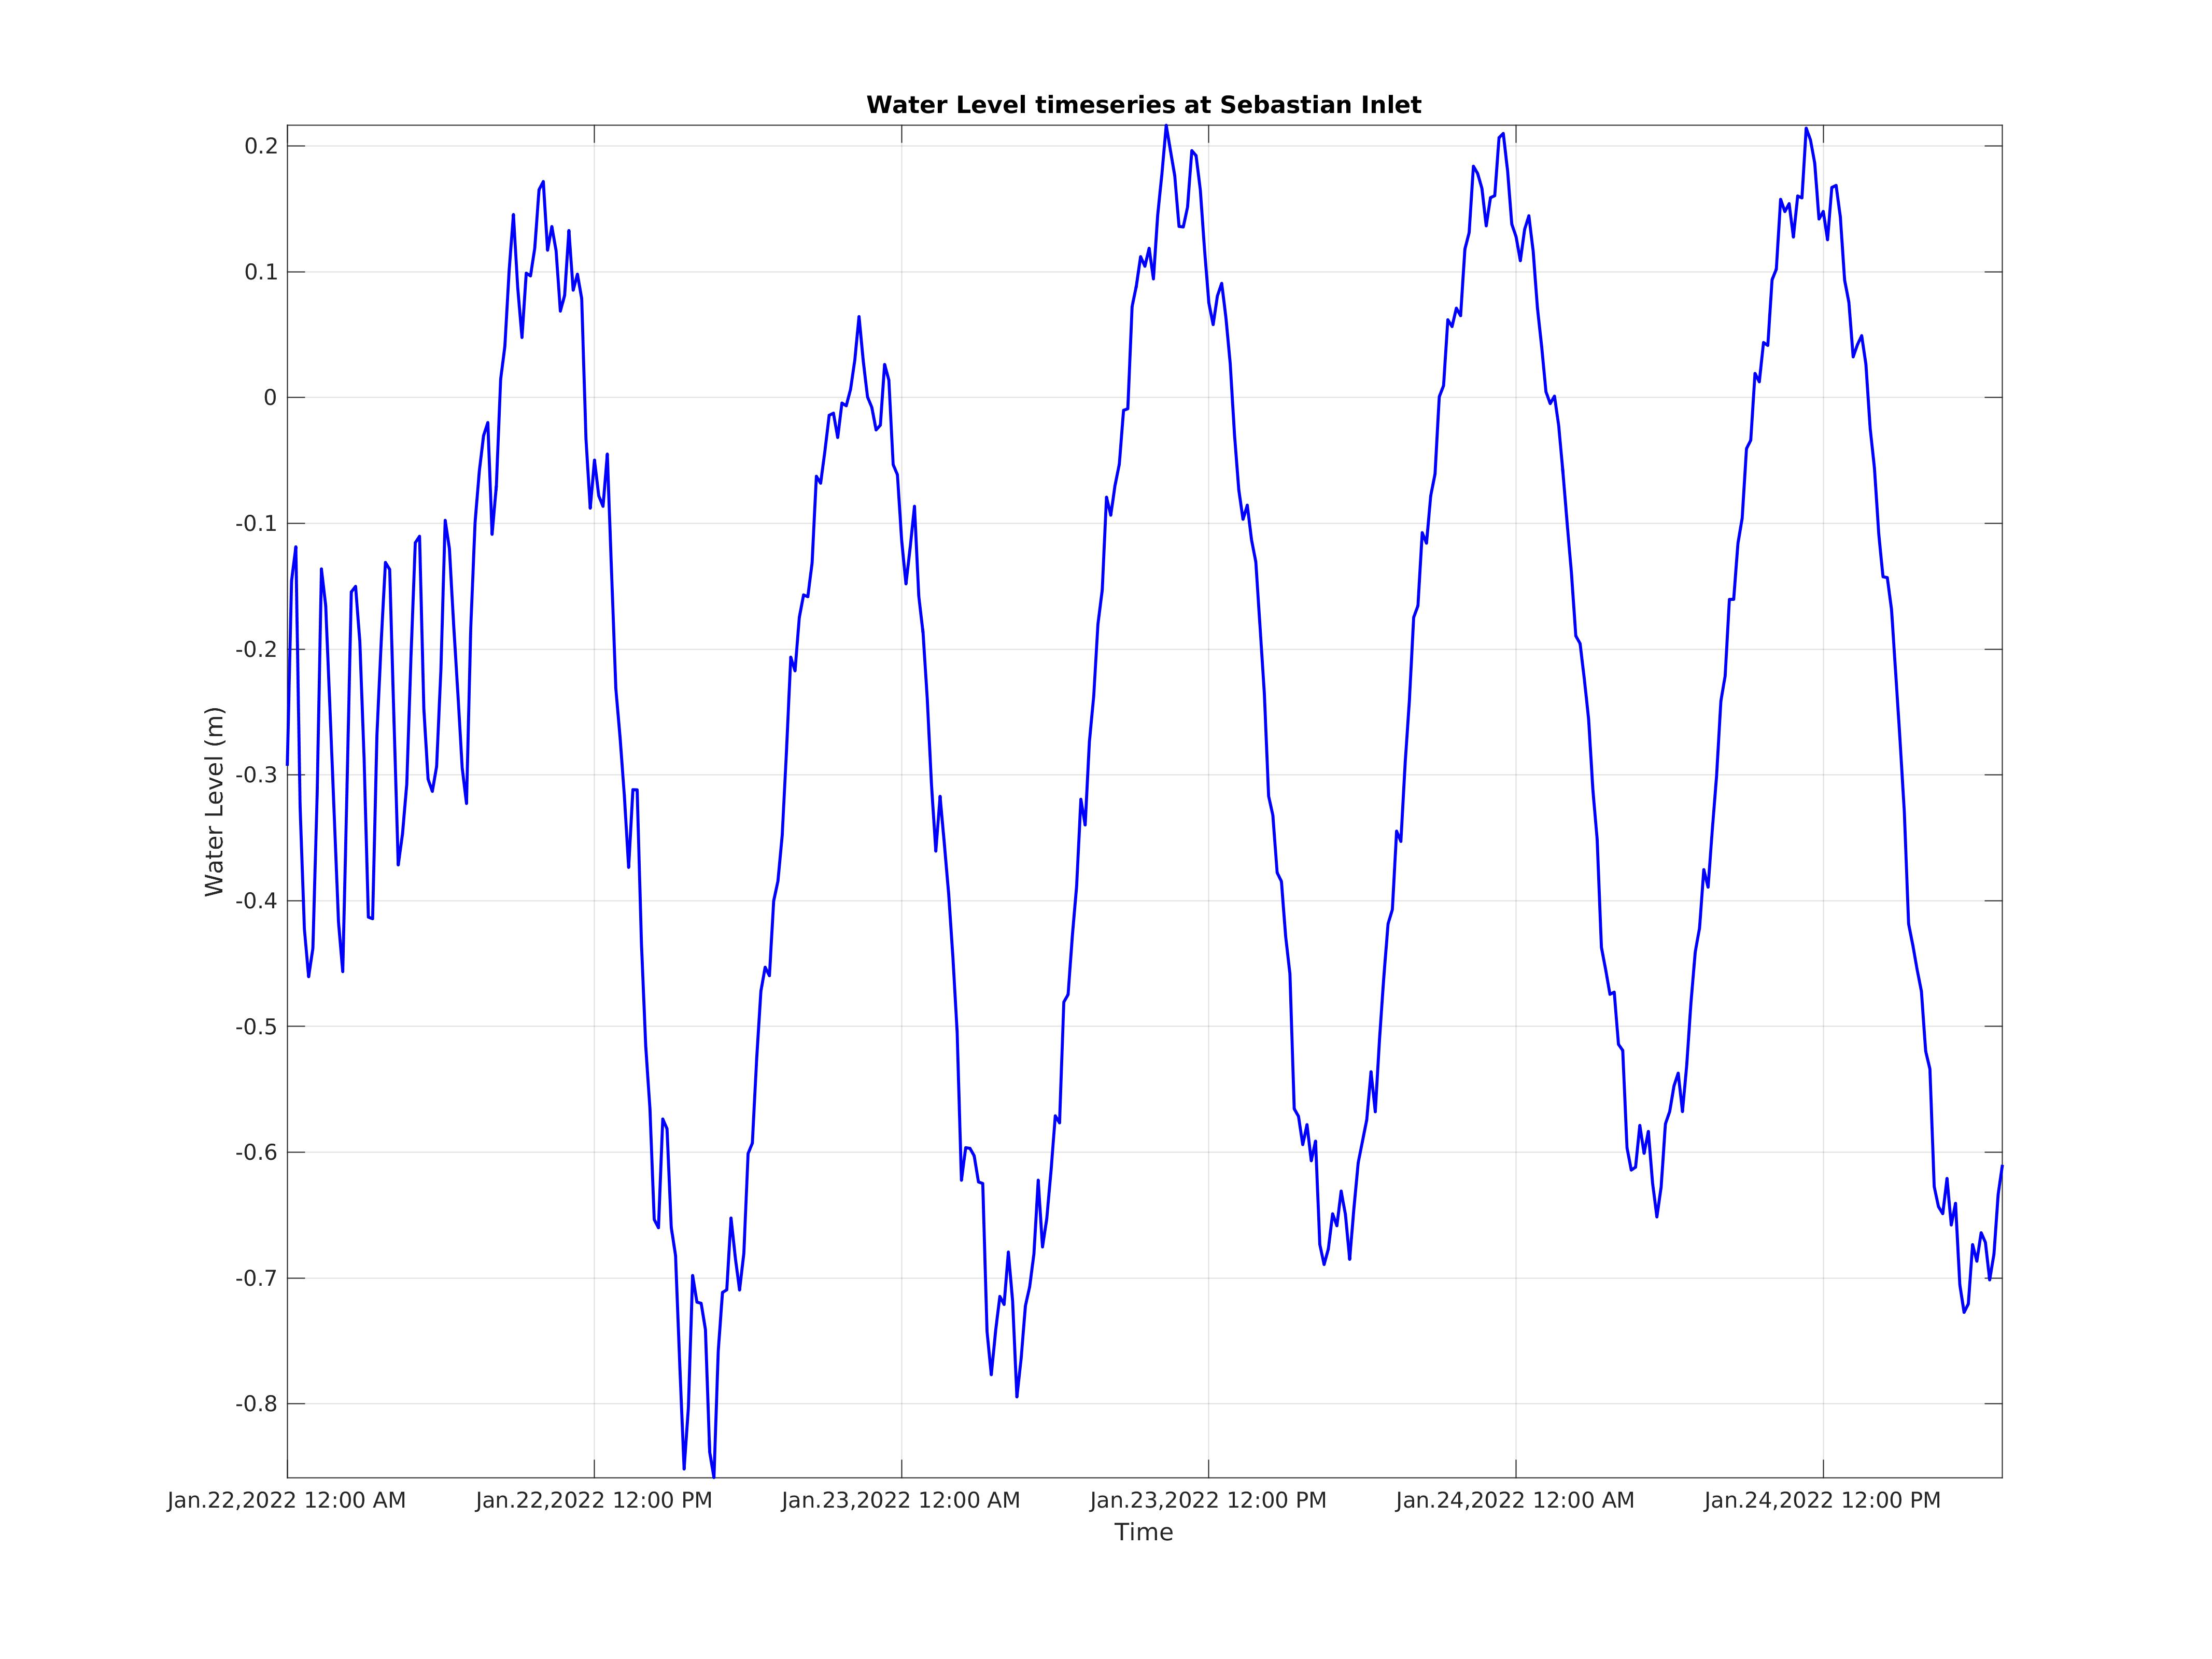 Water Level timeseries at Sebastian Inlet
0.2
0.1
0
-0.1
-0.2
-0.3
-0.4
-0.5
-0.6
-0.7
-0.8
Water Level (m)
Jan.22,2022 12:00 AM Jan.22,2022 12:00 PM Jan.23,2022 12:00 AM Jan.23,2022 12:00 PM Jan.24,2022 12:00 AM Jan.24,2022 12:00 PM
Time